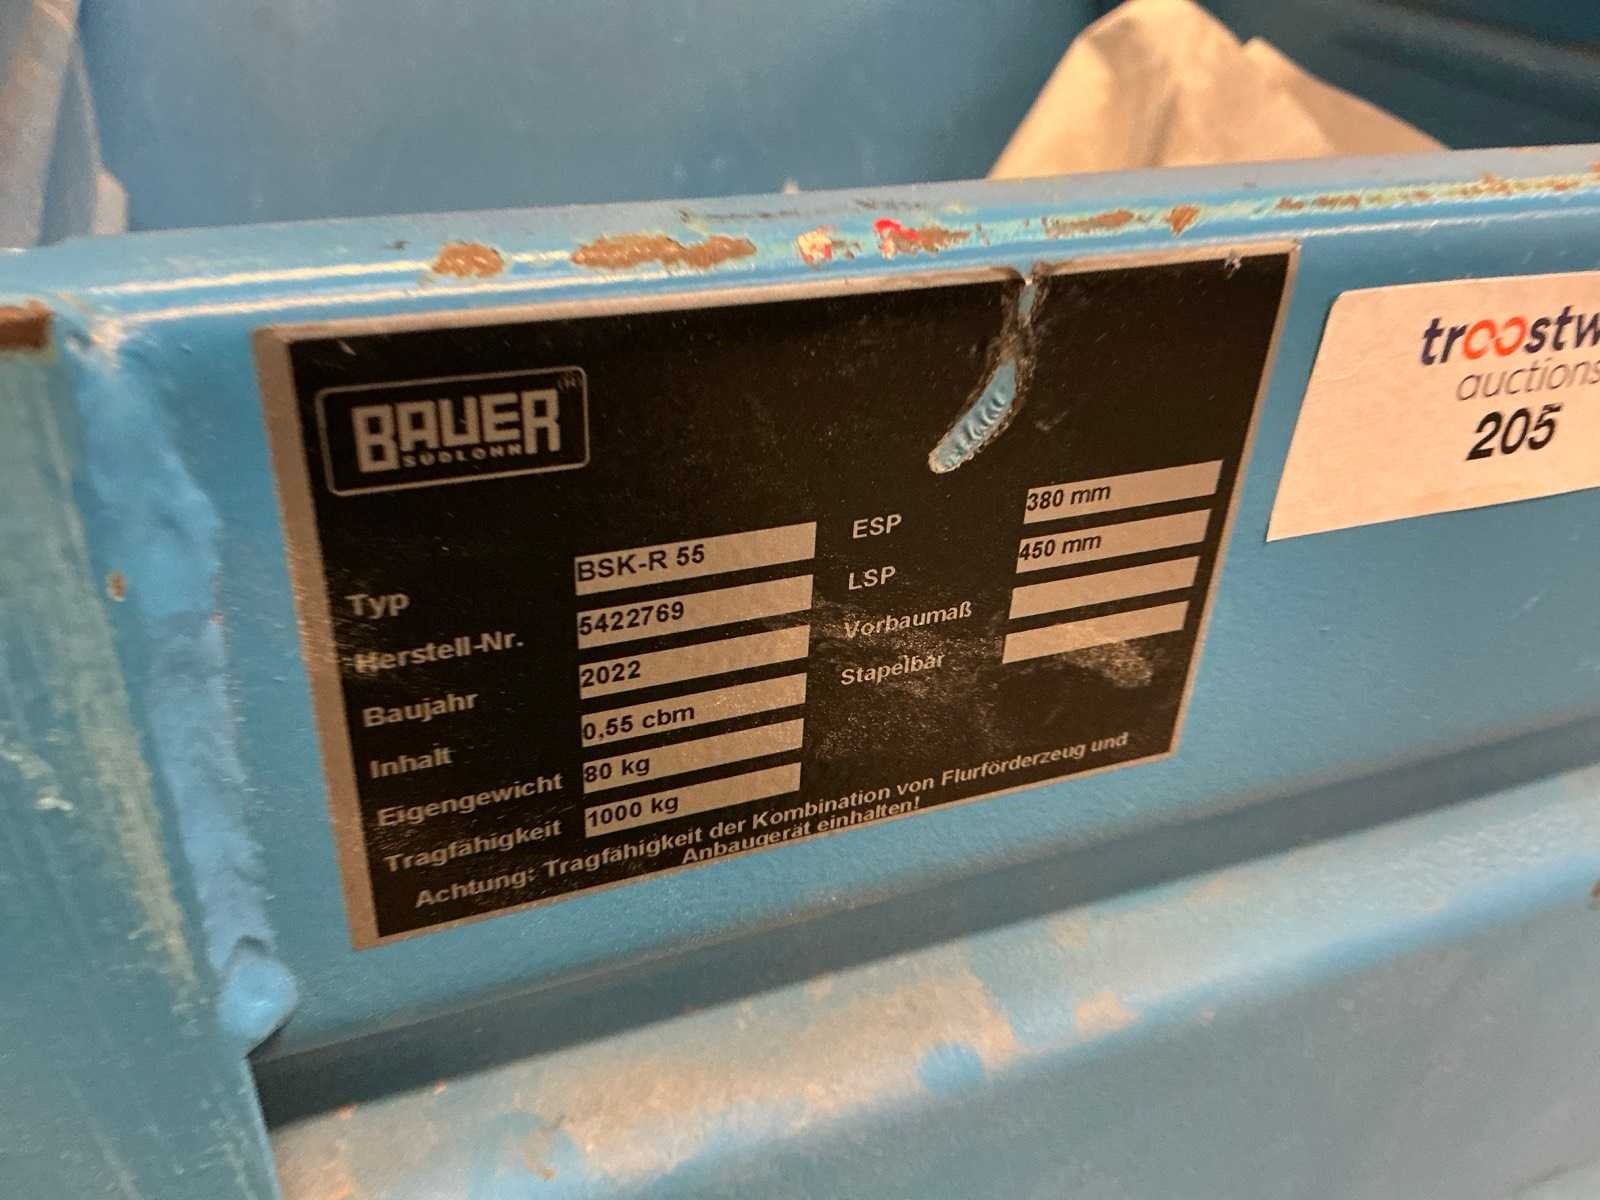 BAUER®
SÜDLOHN
Typ BSK-R 55
Herstell-Nr. 5422769
Baujahr 2022
Inhalt 0,55 cbm
Eigengewicht 80 kg
Tragfähigkeit 1000 kg
ESP 380 mm
LSP 450 mm
Vorbaumaß
Stapelbar
Achtung: Tragfähigkeit der Kombination von Flurförderzeug und
Anbaugerät einhalten!
troostw
auctions
205